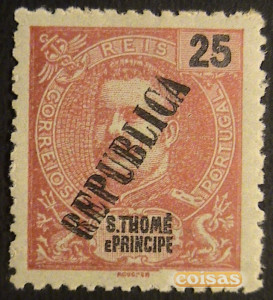 REIS
25
CORREIOS
PORTUGAL
REPUBLICA
S.THOMÉ
E PRINCIPE
coisas